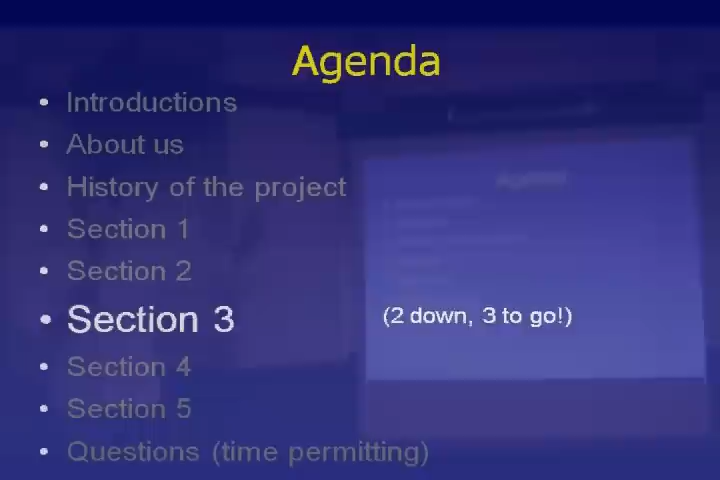 Agenda
• Introductions
• About us
• History of the project
• Section 1
• Section 2
• Section 3 (2 down, 3 to go!)
• Section 4
• Section 5
• Questions (time permitting)